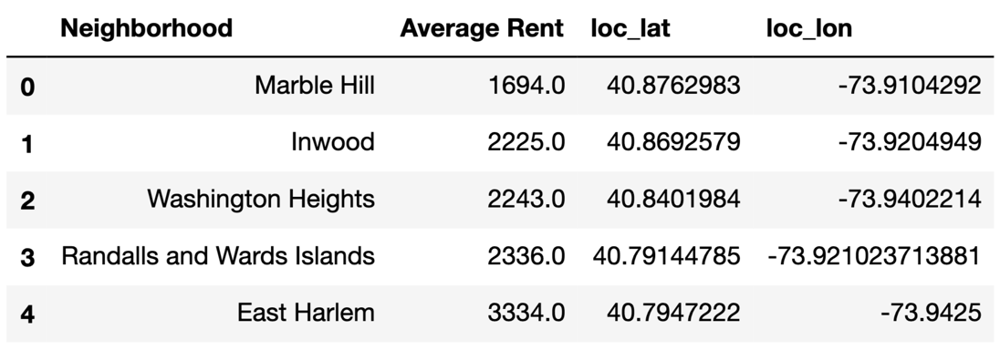 Neighborhood Average Rent loc_lat loc_lon
0 Marble Hill 1694.0 40.8762983 -73.9104292
1 Inwood 2225.0 40.8692579 -73.9204949
2 Washington Heights 2243.0 40.8401984 -73.9402214
3 Randalls and Wards Islands 2336.0 40.79144785 -73.921023713881
4 East Harlem 3334.0 40.7947222 -73.9425